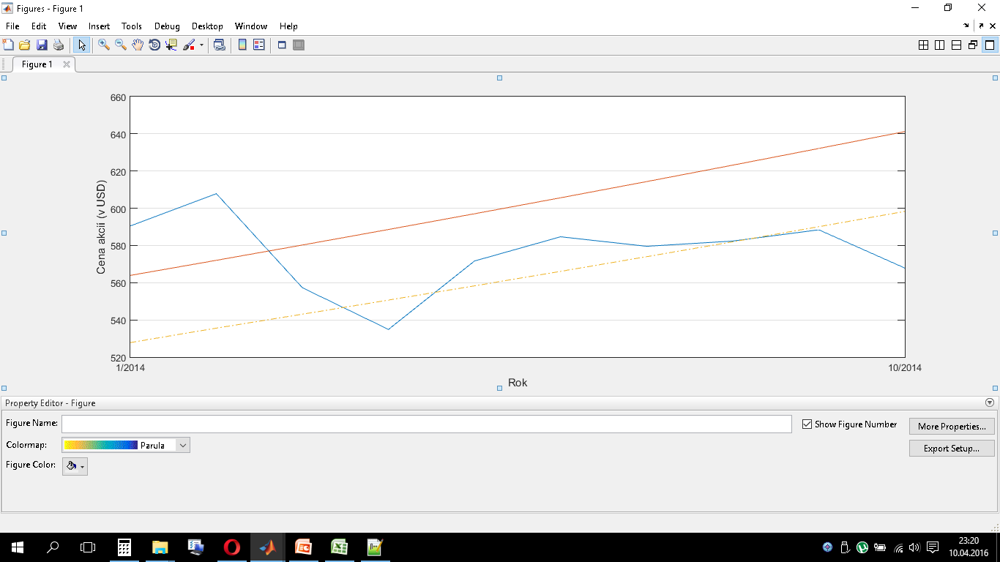 Figures - Figure 1
File Edit View Insert Tools Debug Desktop Window Help
Figure 1
660
640
620
600
580
560
540
520
Cena akcií (v USD)
1/2014 10/2014
Rok
Property Editor - Figure
Figure Name: Show Figure Number More Properties...
Colormap: Parula Export Setup...
Figure Color:
23:20
10.04.2016